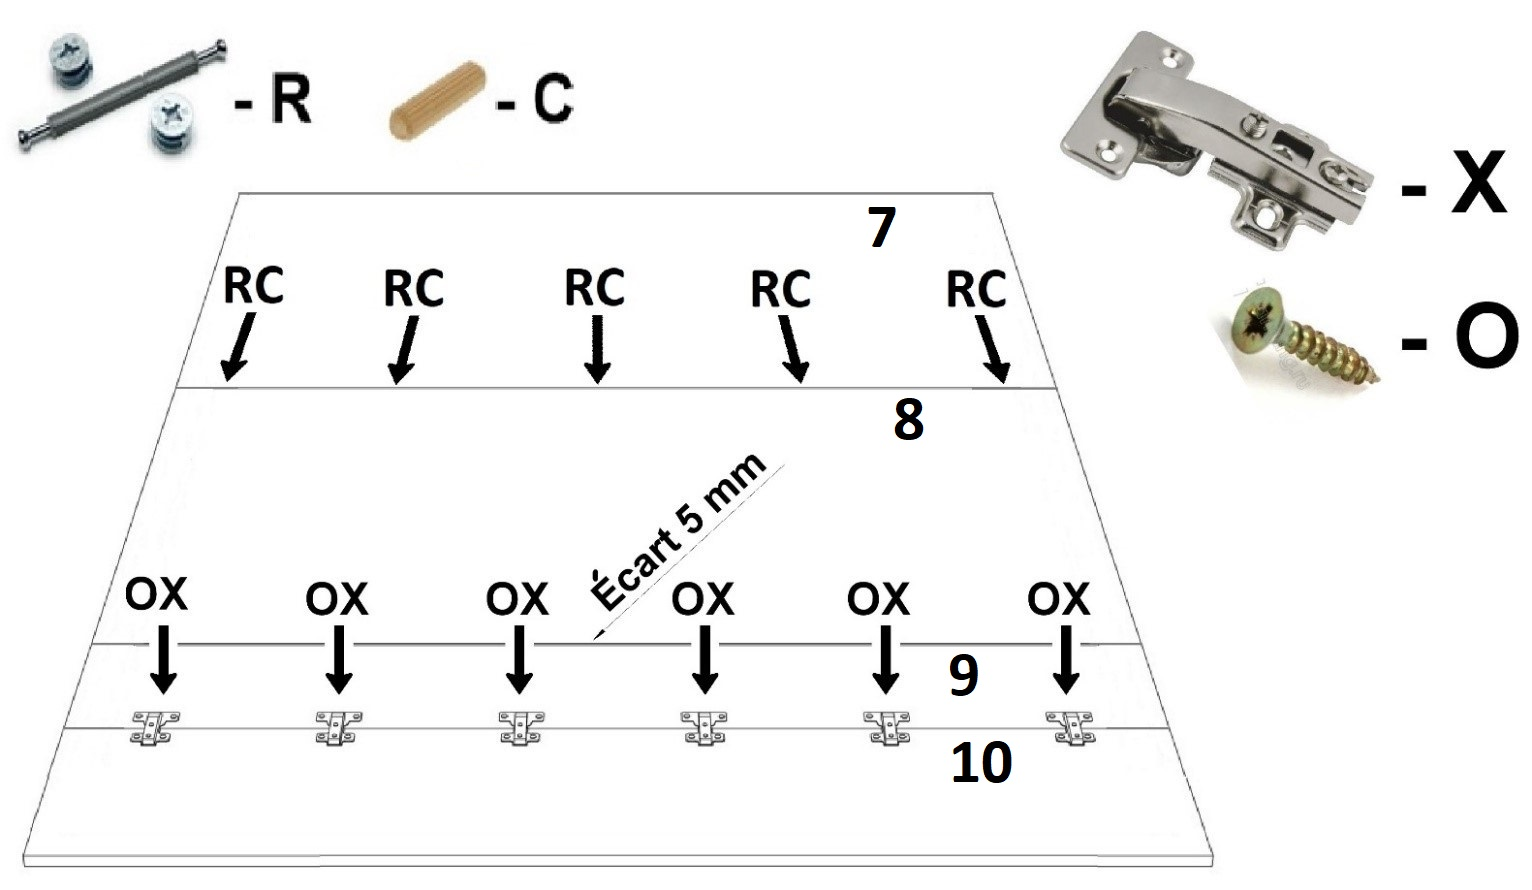 - R
- C
- X
- O
7
RC RC RC RC RC
8
Écart 5 mm
OX OX OX OX OX OX
9
10